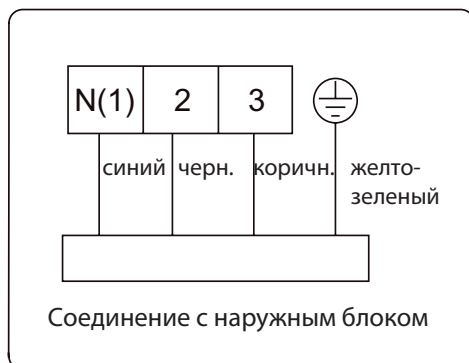 N(1) 2 3
синий черн. коричн. желто-
зеленый
Соединение с наружным блоком